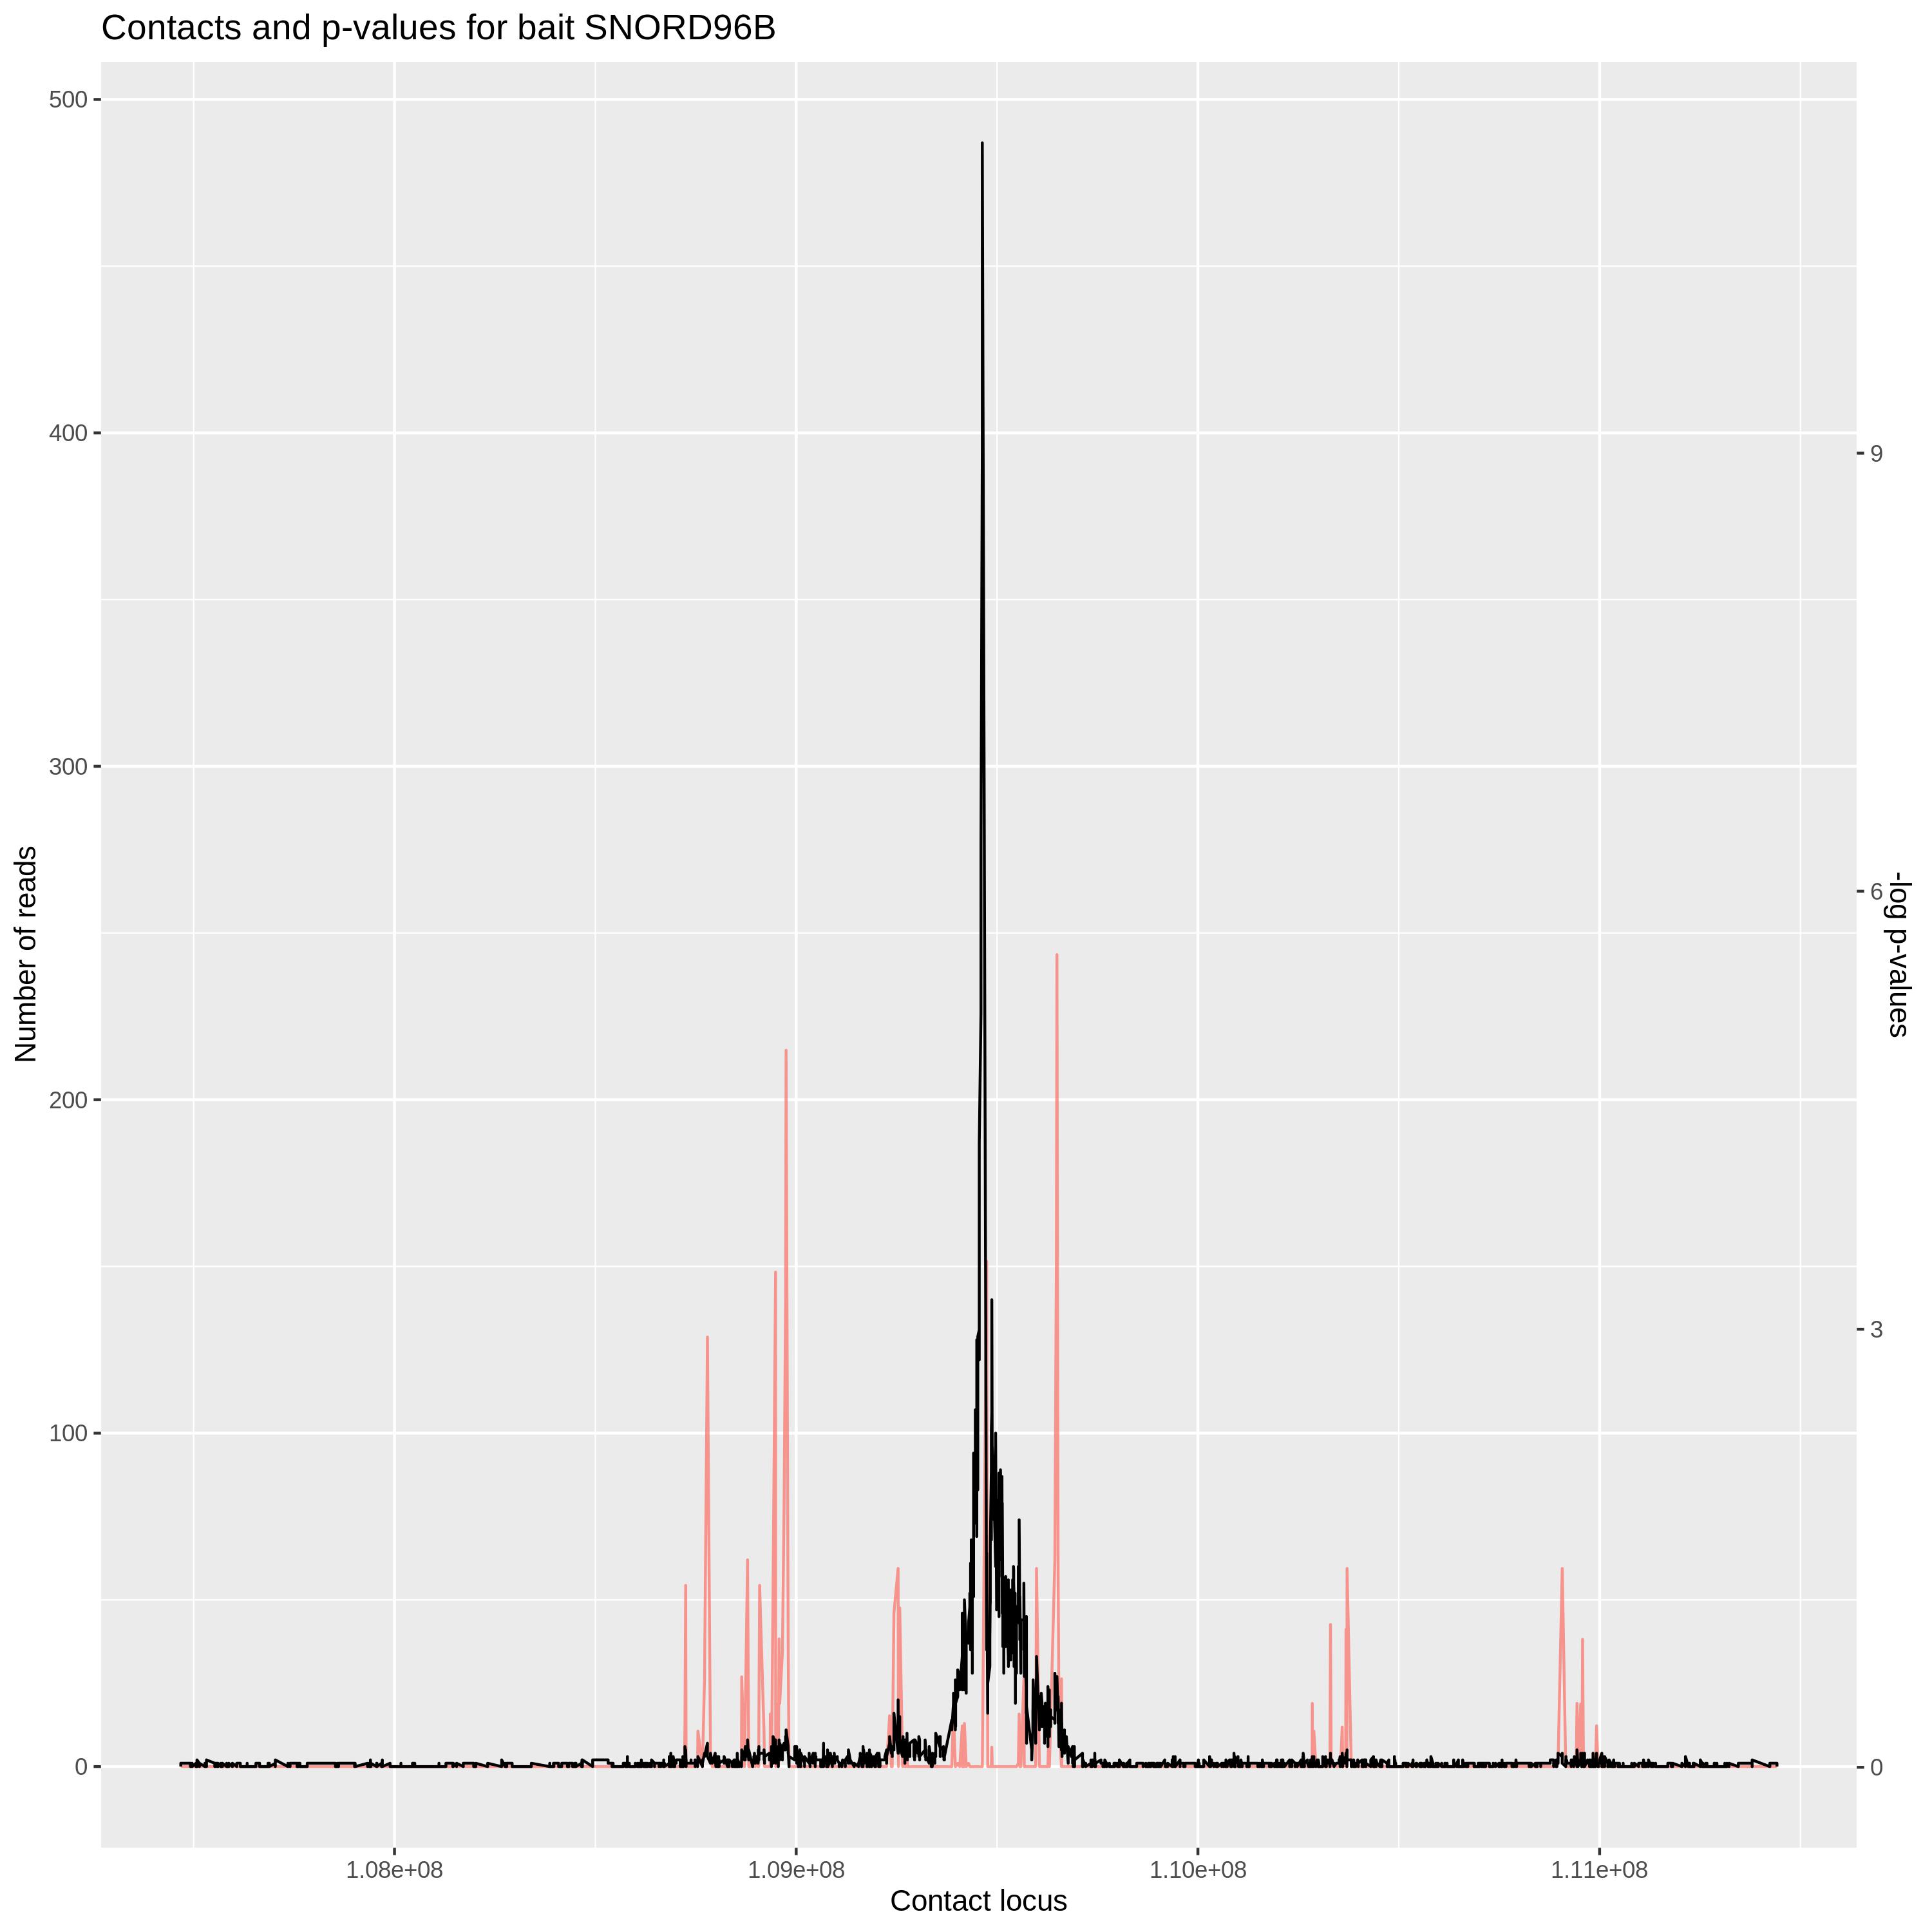 Contacts and p-values for bait SNORD96B
500
400
300
200
100
0
Number of reads
9
6
3
0
-log p-values
1.08e+08
1.09e+08
1.10e+08
1.11e+08
Contact locus